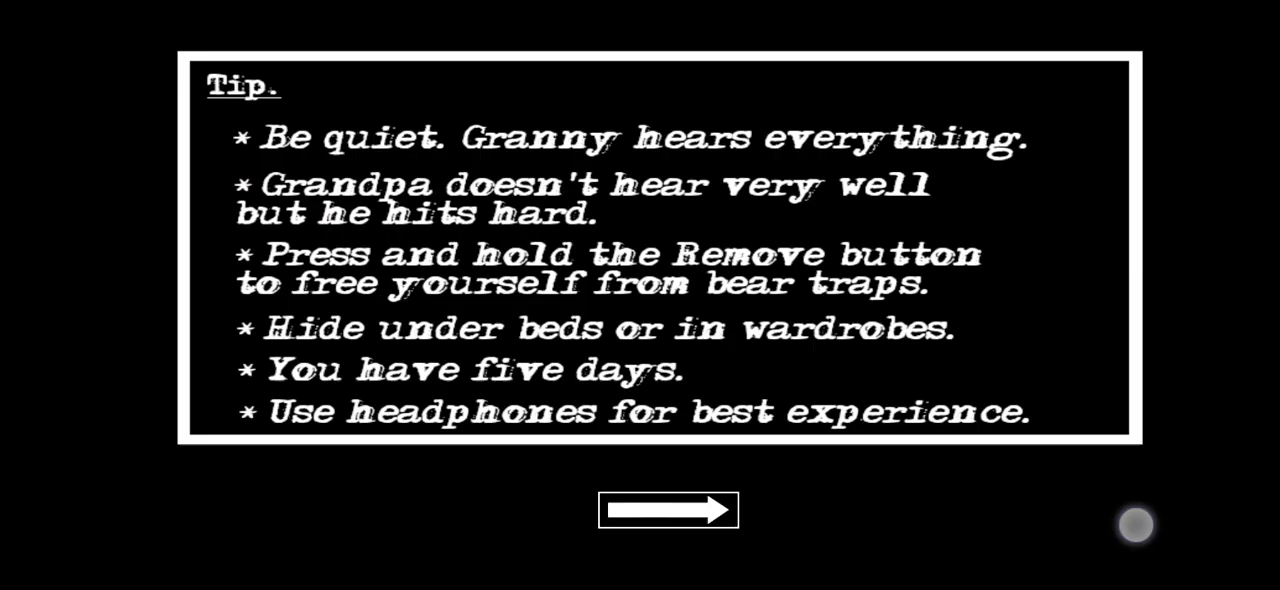 Tip.
* Be quiet. Granny hears everything.
* Grandpa doesn't hear very well
but he hits hard.
* Press and hold the Remove button
to free yourself from bear traps.
* Hide under beds or in wardrobes.
* You have five days.
* Use headphones for best experience.